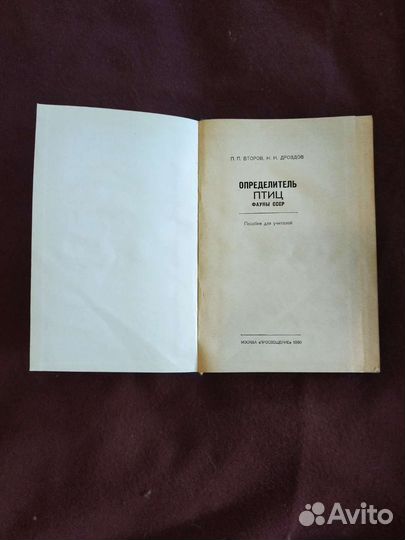 П. П. ВТОРОВ, Н. Н. ДРОЗДОВ
ОПРЕДЕЛИТЕЛЬ
ПТИЦ
ФАУНЫ СССР
Пособие для учителей
МОСКВА «ПРОСВЕЩЕНИЕ» 1980
Avito